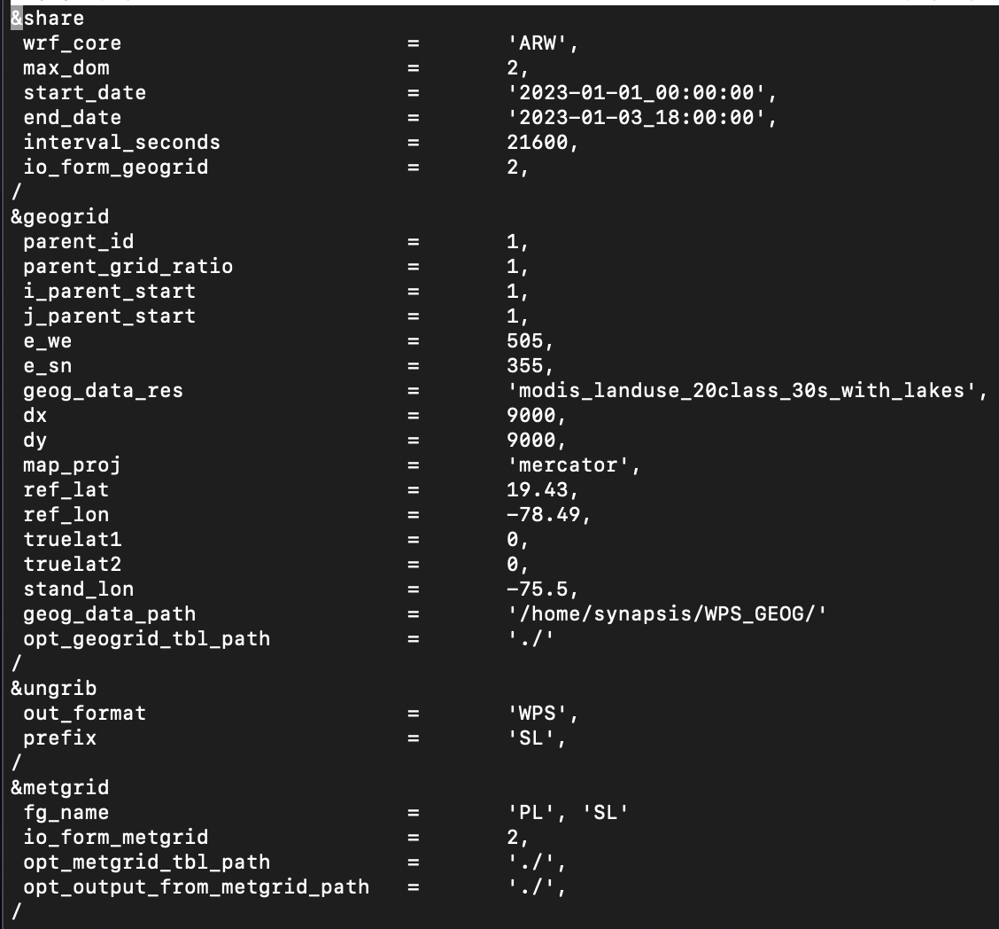 &share
 wrf_core                       =       'ARW',
 max_dom                        =       2,
 start_date                     =       '2023-01-01_00:00:00',
 end_date                       =       '2023-01-03_18:00:00',
 interval_seconds               =       21600,
 io_form_geogrid                =       2,
/
&geogrid
 parent_id                      =       1,
 parent_grid_ratio              =       1,
 i_parent_start                 =       1,
 j_parent_start                 =       1,
 e_we                           =       505,
 e_sn                           =       355,
 geog_data_res                  =       'modis_landuse_20class_30s_with_lakes',
 dx                             =       9000,
 dy                             =       9000,
 map_proj                       =       'mercator',
 ref_lat                        =       19.43,
 ref_lon                        =       -78.49,
 truelat1                       =       0,
 truelat2                       =       0,
 stand_lon                      =       -75.5,
 geog_data_path                 =       '/home/synapsis/WPS_GEOG/'
 opt_geogrid_tbl_path           =       './'
/
&ungrib
 out_format                     =       'WPS',
 prefix                         =       'SL',
/
&metgrid
 fg_name                        =       'PL', 'SL'
 io_form_metgrid                =       2,
 opt_metgrid_tbl_path           =       './',
 opt_output_from_metgrid_path   =       './',
/